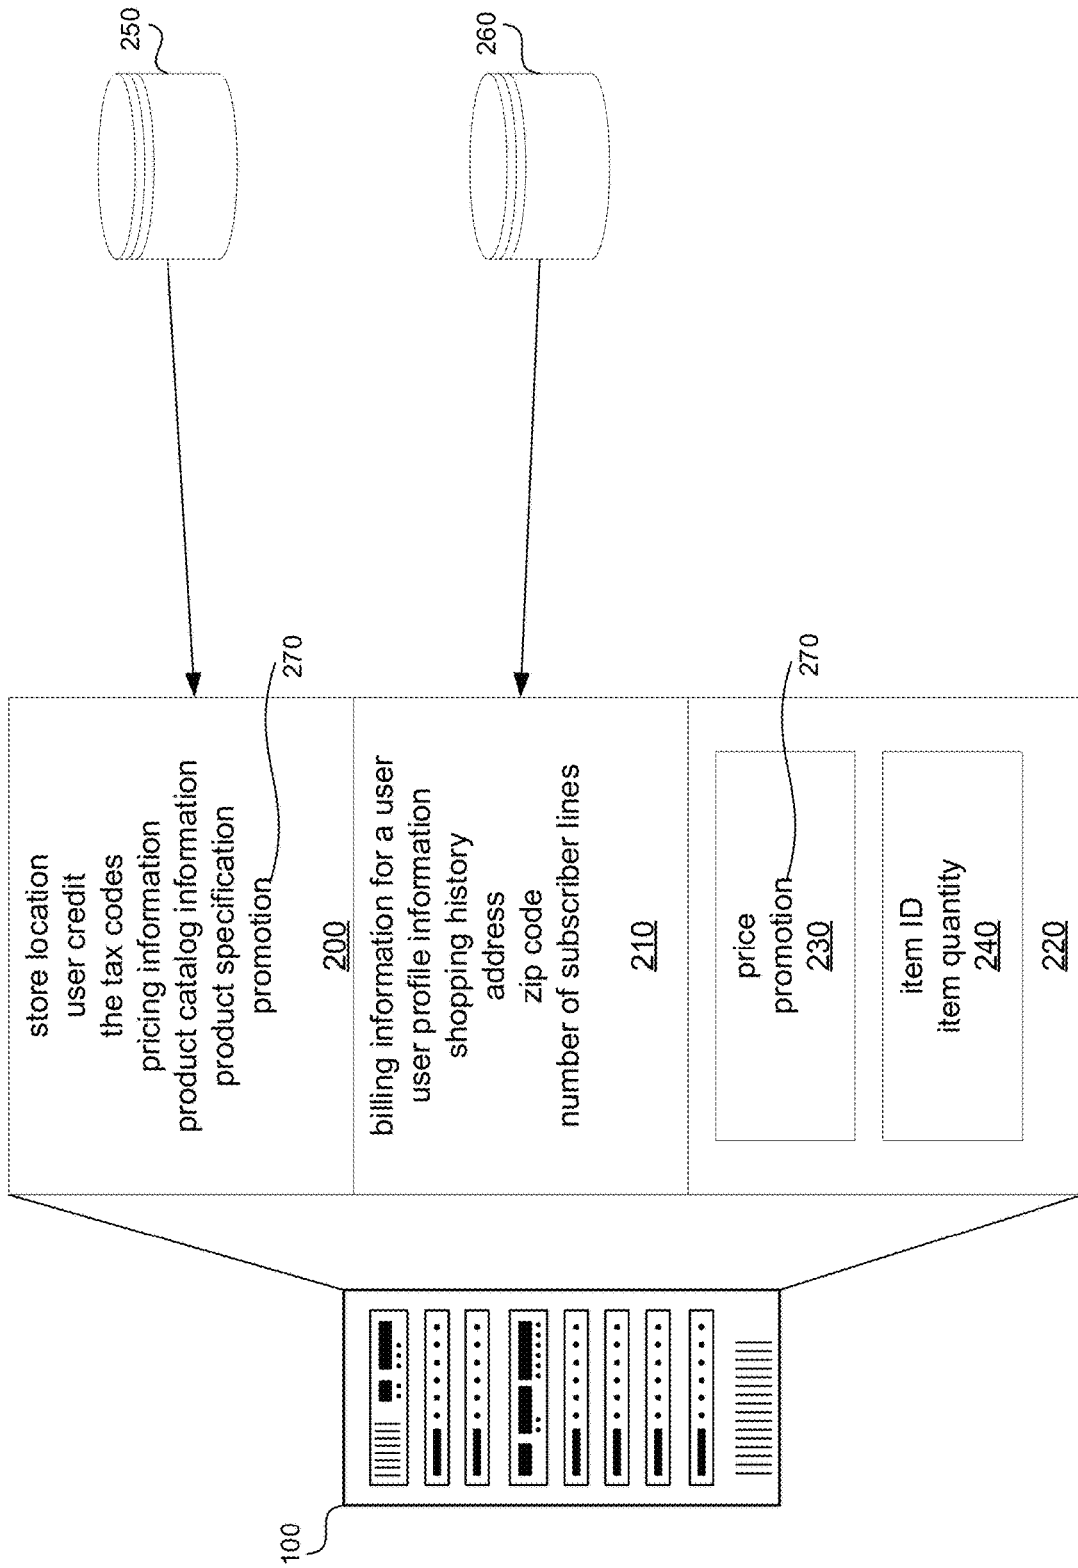 100
store location
user credit
the tax codes
pricing information
product catalog information
product specification
promotion
200
270
250
billing information for a user
user profile information
shopping history
address
zip code
number of subscriber lines
210
260
price
promotion
230
270
item ID
item quantity
240
220